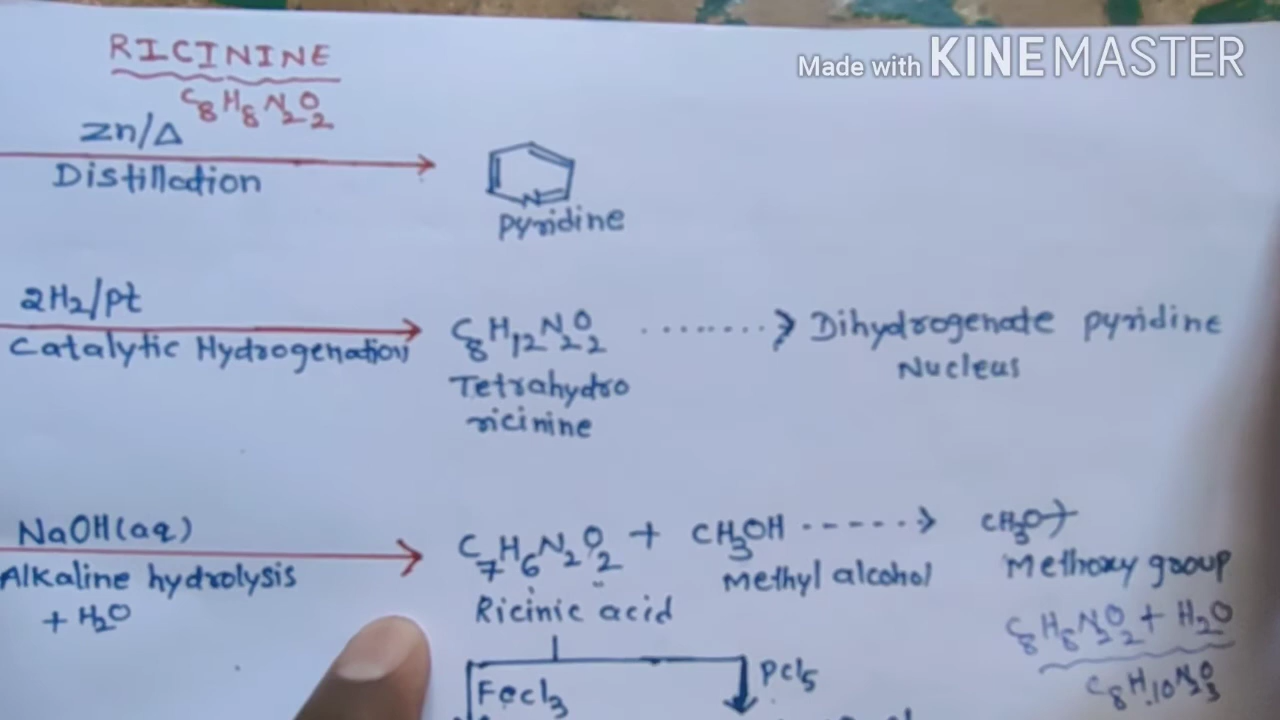 RICININE
C8H8N2O2
Made with KINEMASTER
Zn/Δ
Distillation
N
Pyridine
2H2/Pt
Catalytic Hydrogenation
C8H12N2O2 ........> Dihydrogenate pyridine
Nucleus
Tetrahydro
ricinine
NaOH(aq)
Alkaline hydrolysis
+ H2O
C7H6N2O2 + CH3OH ------> CH3O
Ricinic acid
Methyl alcohol
Methoxy group
C8H8N2O2 + H2O
C8H10N2O3
Fecl3
Pcl5